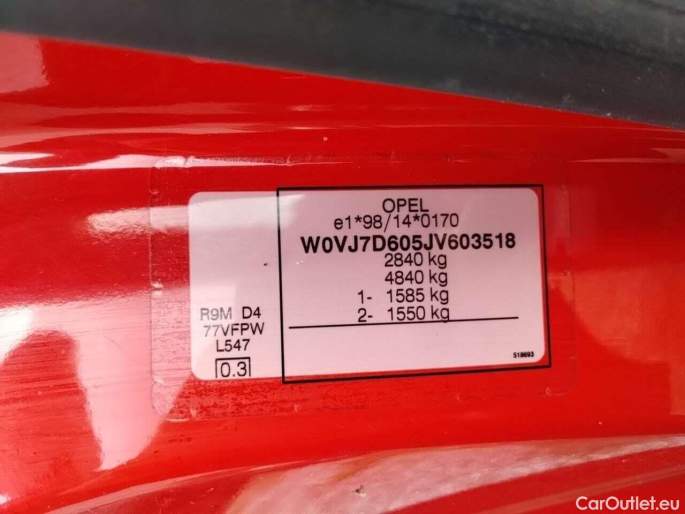 OPEL
e1*98/14*0170
W0VJ7D605JV603518
2840 kg
4840 kg
1- 1585 kg
2- 1550 kg
R9M D4
77VFPW
L547
0.3
518693
CarOutlet.eu